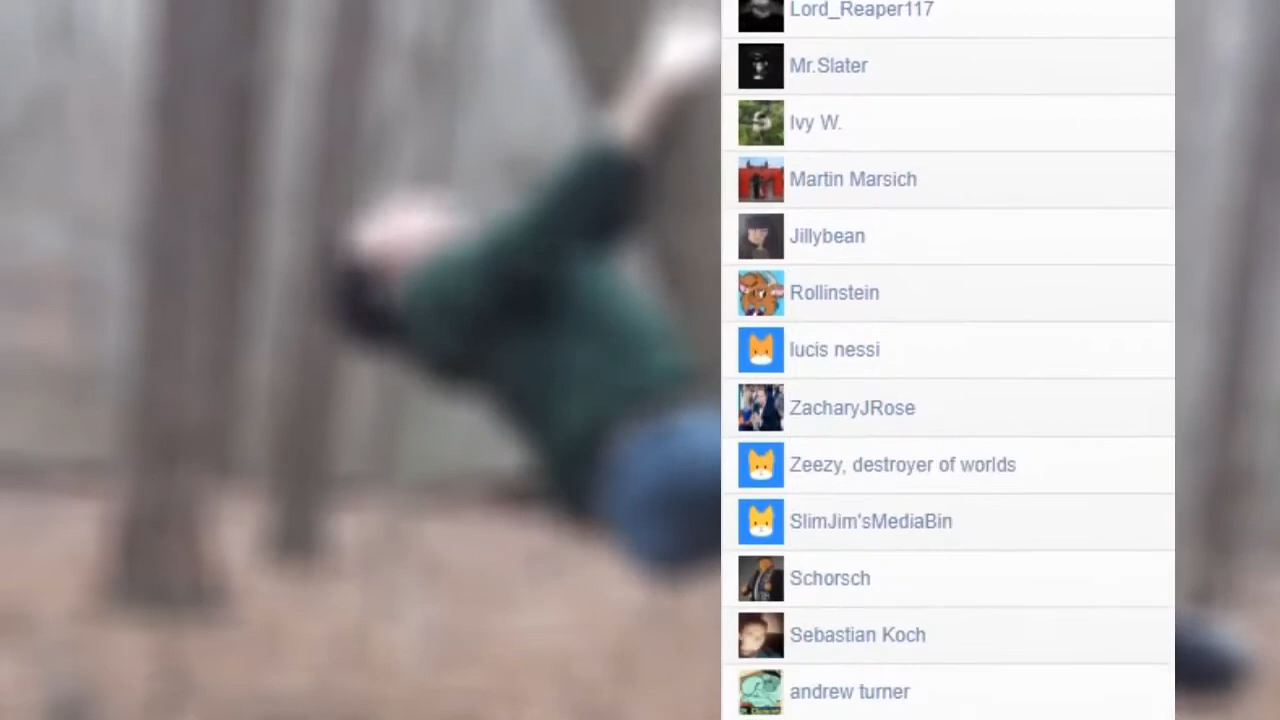 Lord_Reaper117
Mr.Slater
Ivy W.
Martin Marsich
Jillybean
Rollinstein
lucis nessi
ZacharyJRose
Zeezy, destroyer of worlds
SlimJim'sMediaBin
Schorsch
Sebastian Koch
andrew turner